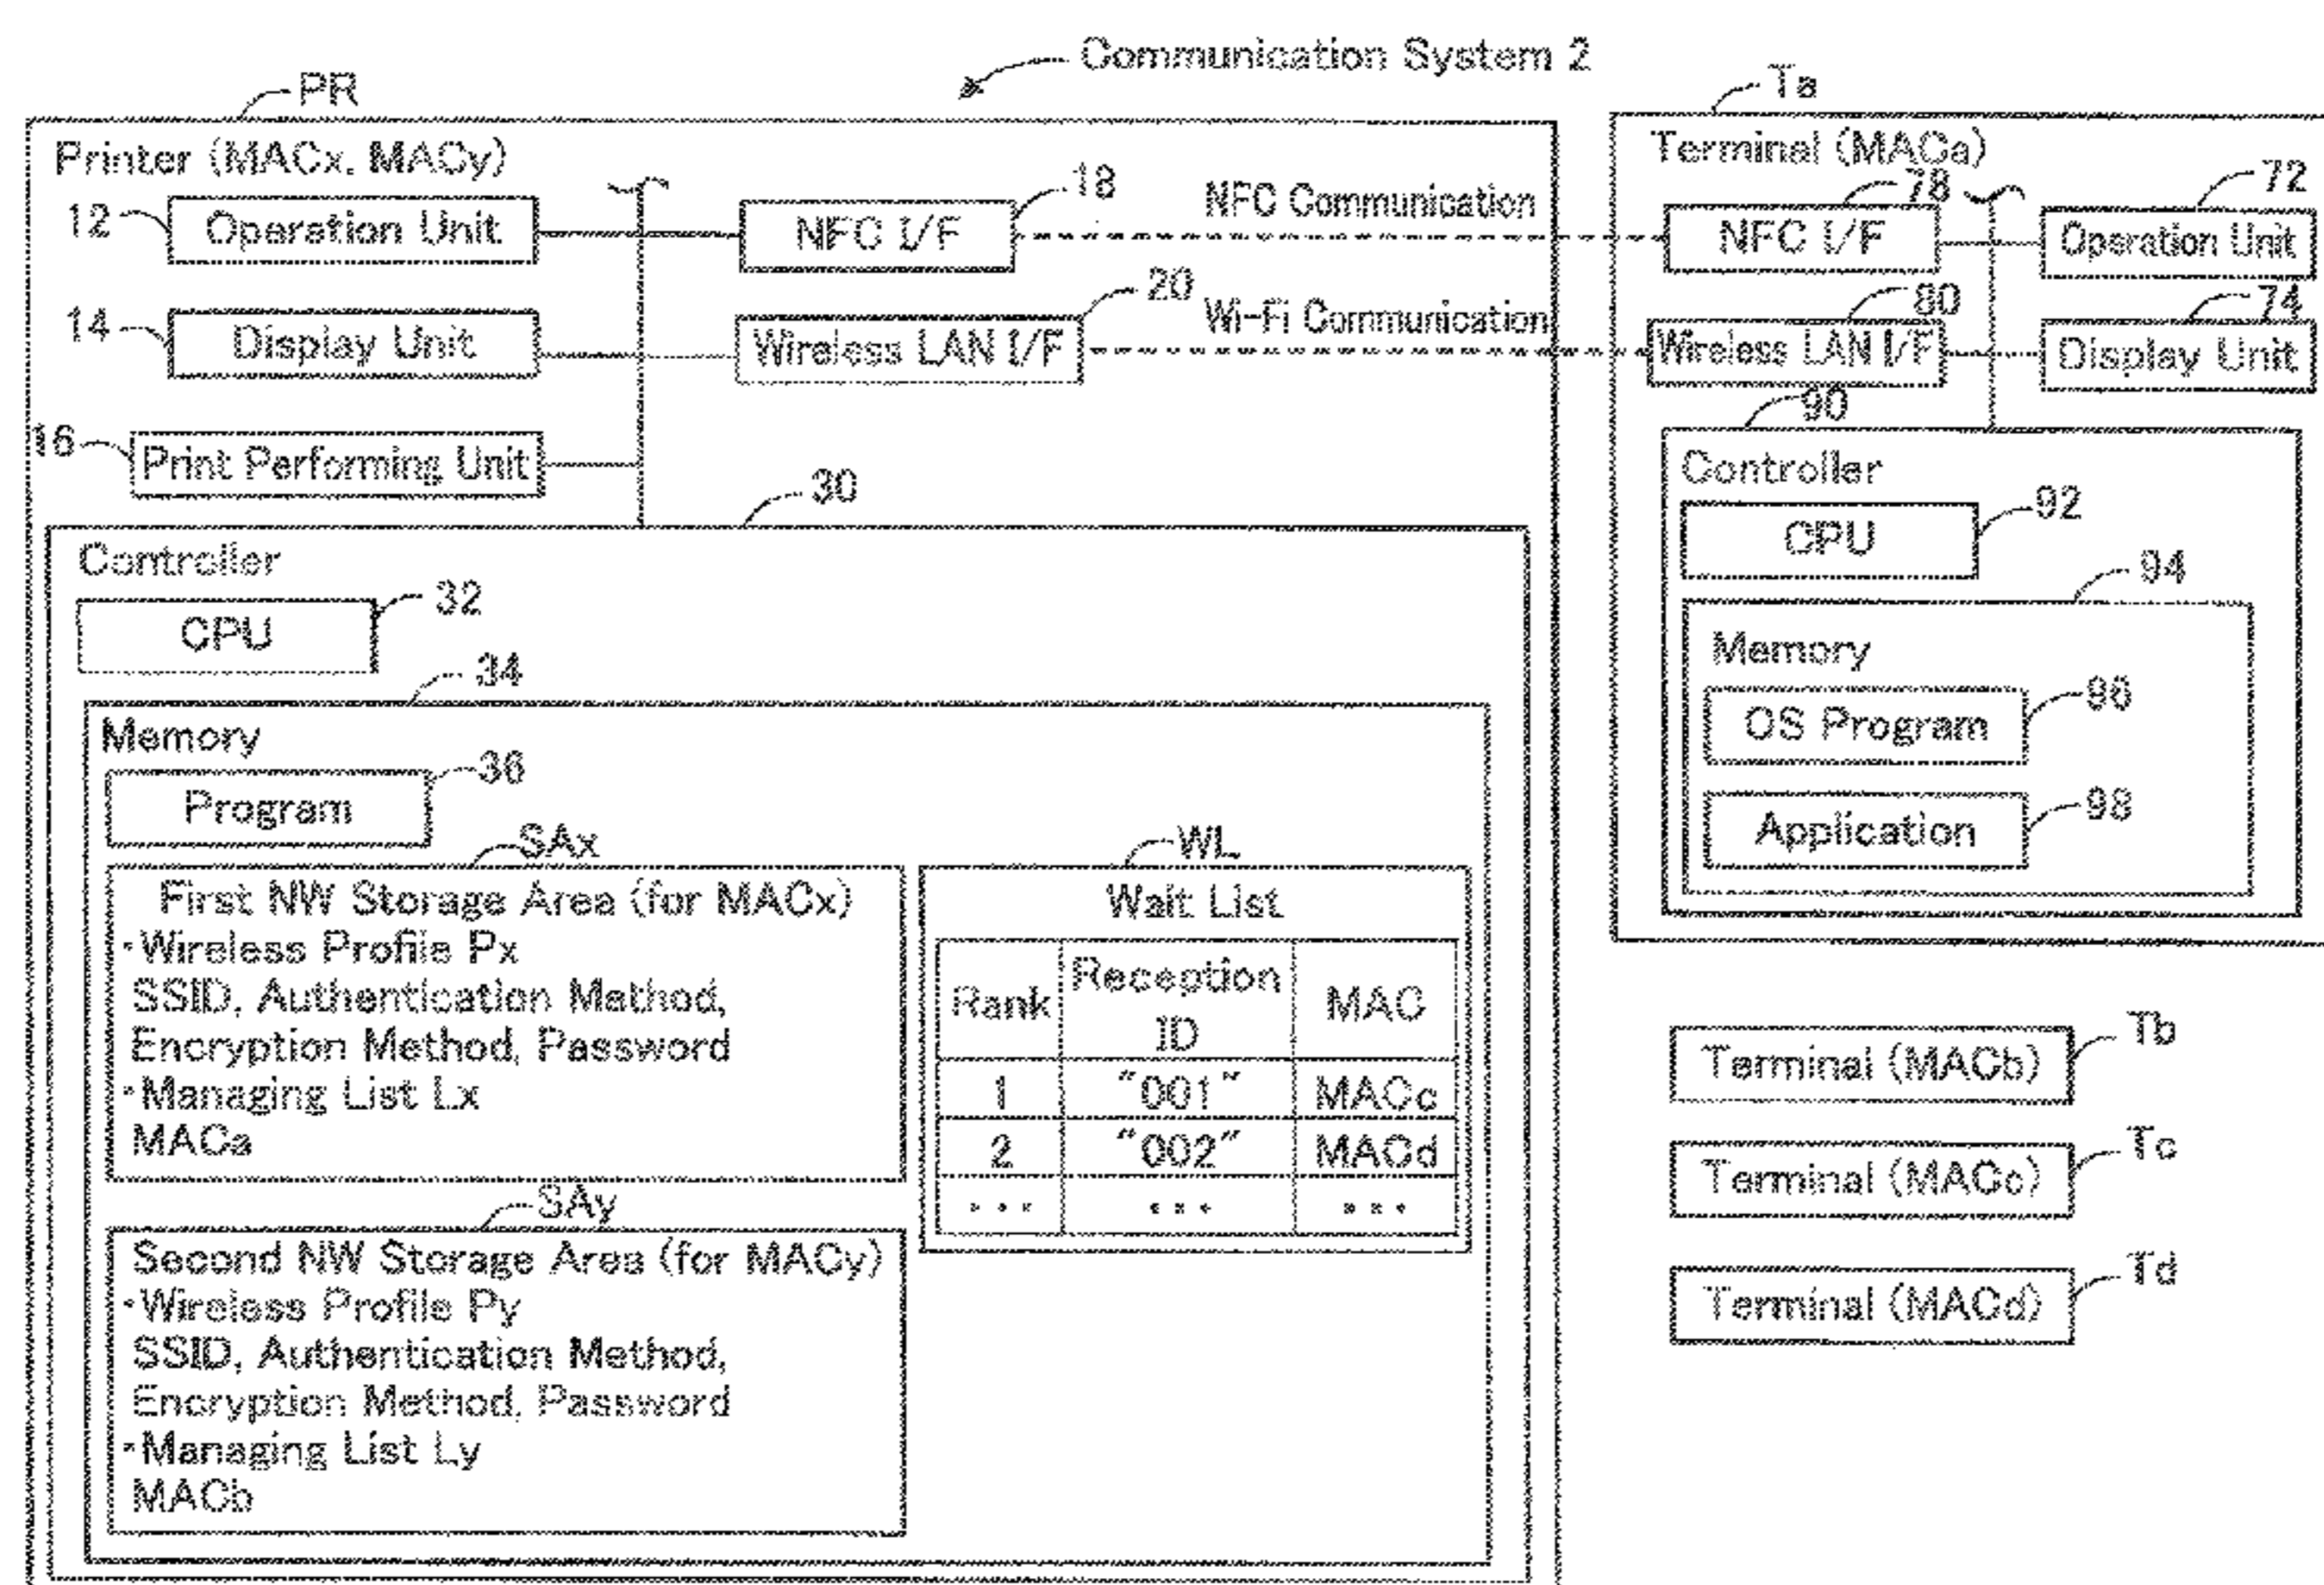 Communication System 2
PR
Printer (MACx, MACy)
12
Operation Unit
NFC I/F
18
NFC Communication
14
Display Unit
Wireless LAN I/F
20
Wi-Fi Communication
16
Print Performing Unit
30
Controller
CPU
32
34
Memory
Program
36
SAx
First NW Storage Area (for MACx)
・Wireless Profile Px
SSID, Authentication Method,
Encryption Method, Password
・Managing List Lx
MACa
SAy
Second NW Storage Area (for MACy)
・Wireless Profile Py
SSID, Authentication Method,
Encryption Method, Password
・Managing List Ly
MACb
WL
Wait List
Rank Reception ID MAC
1 "001" MACc
2 "002" MACd
... ... ...
Ta
Terminal (MACa)
78
NFC I/F
72
Operation Unit
80
Wireless LAN I/F
74
Display Unit
90
Controller
CPU
92
94
Memory
OS Program
96
Application
98
Terminal (MACb)
Tb
Terminal (MACc)
Tc
Terminal (MACd)
Td